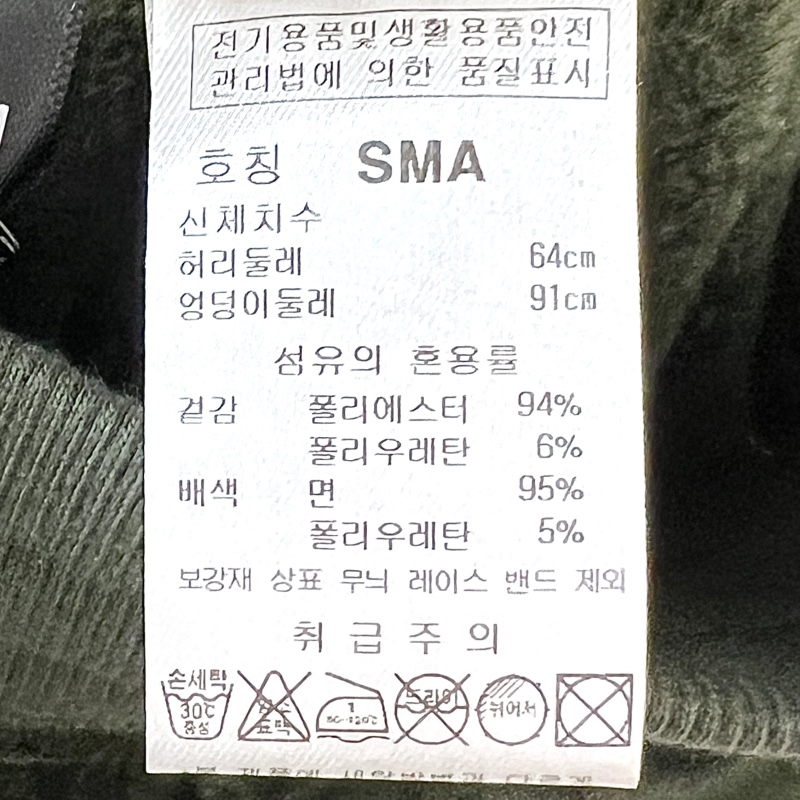 전기용품및생활용품안전
관리법에 의한 품질표시
호칭 SMA
신체치수
허리둘레 64cm
엉덩이둘레 91cm
섬유의 혼용률
겉감 폴리에스터 94%
폴리우레탄 6%
배색 면 95%
폴리우레탄 5%
보강재 상표 무늬 레이스 밴드 제외
취급주의
손세탁 30℃ 중성
표백
1
드라이
뉘어서